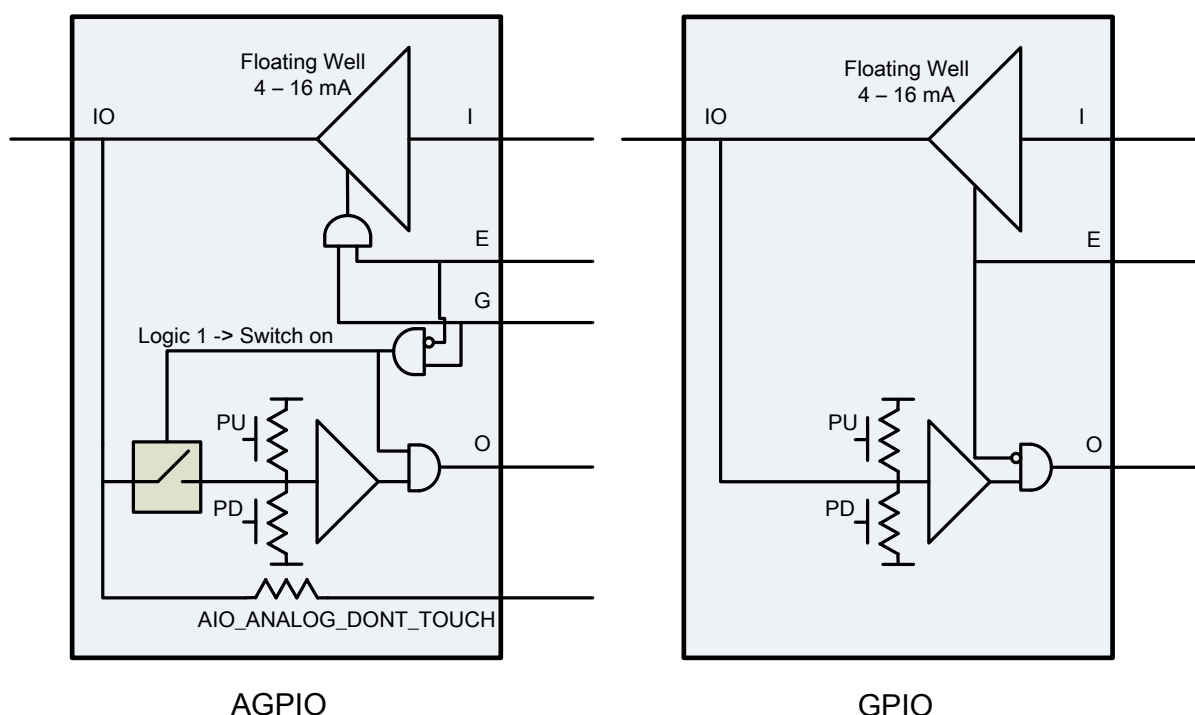 Floating Well
4 – 16 mA
IO
I
E
G
Logic 1 -> Switch on
PU
O
PD
AIO_ANALOG_DONT_TOUCH
AGPIO
Floating Well
4 – 16 mA
IO
I
E
PU
O
PD
GPIO